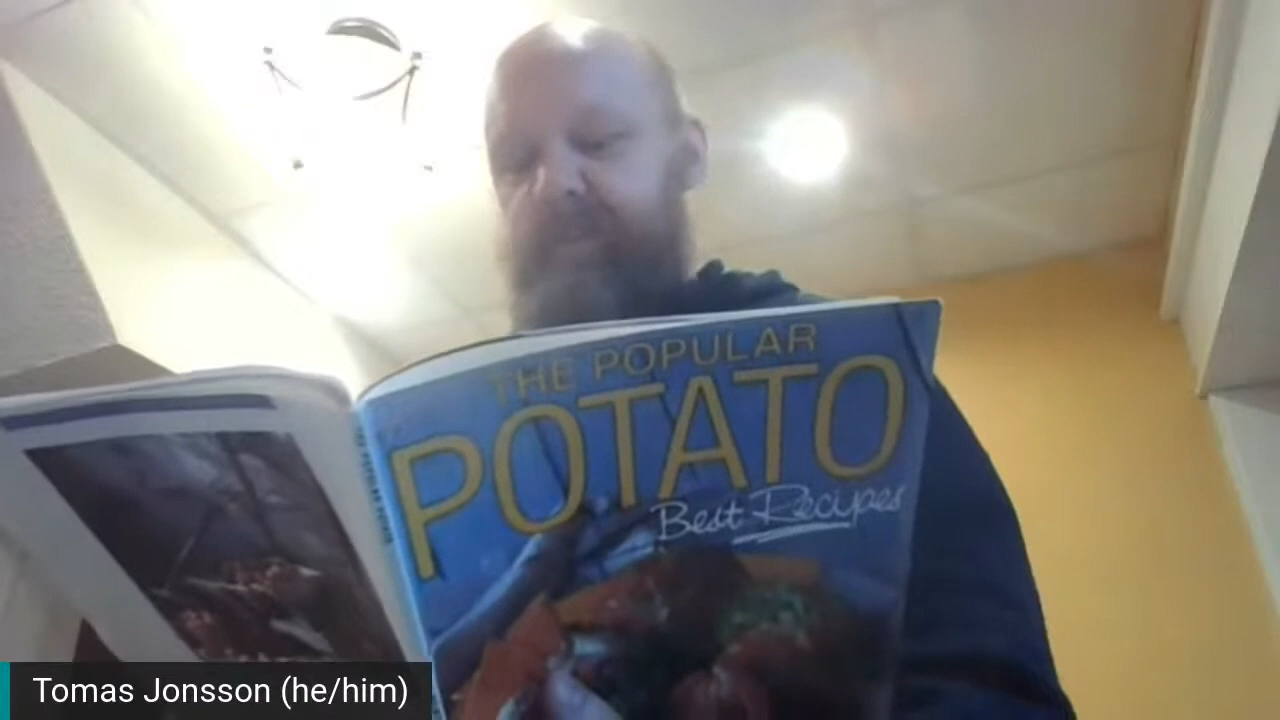 THE POPULAR
POTATO
Best Recipes
Tomas Jonsson (he/him)